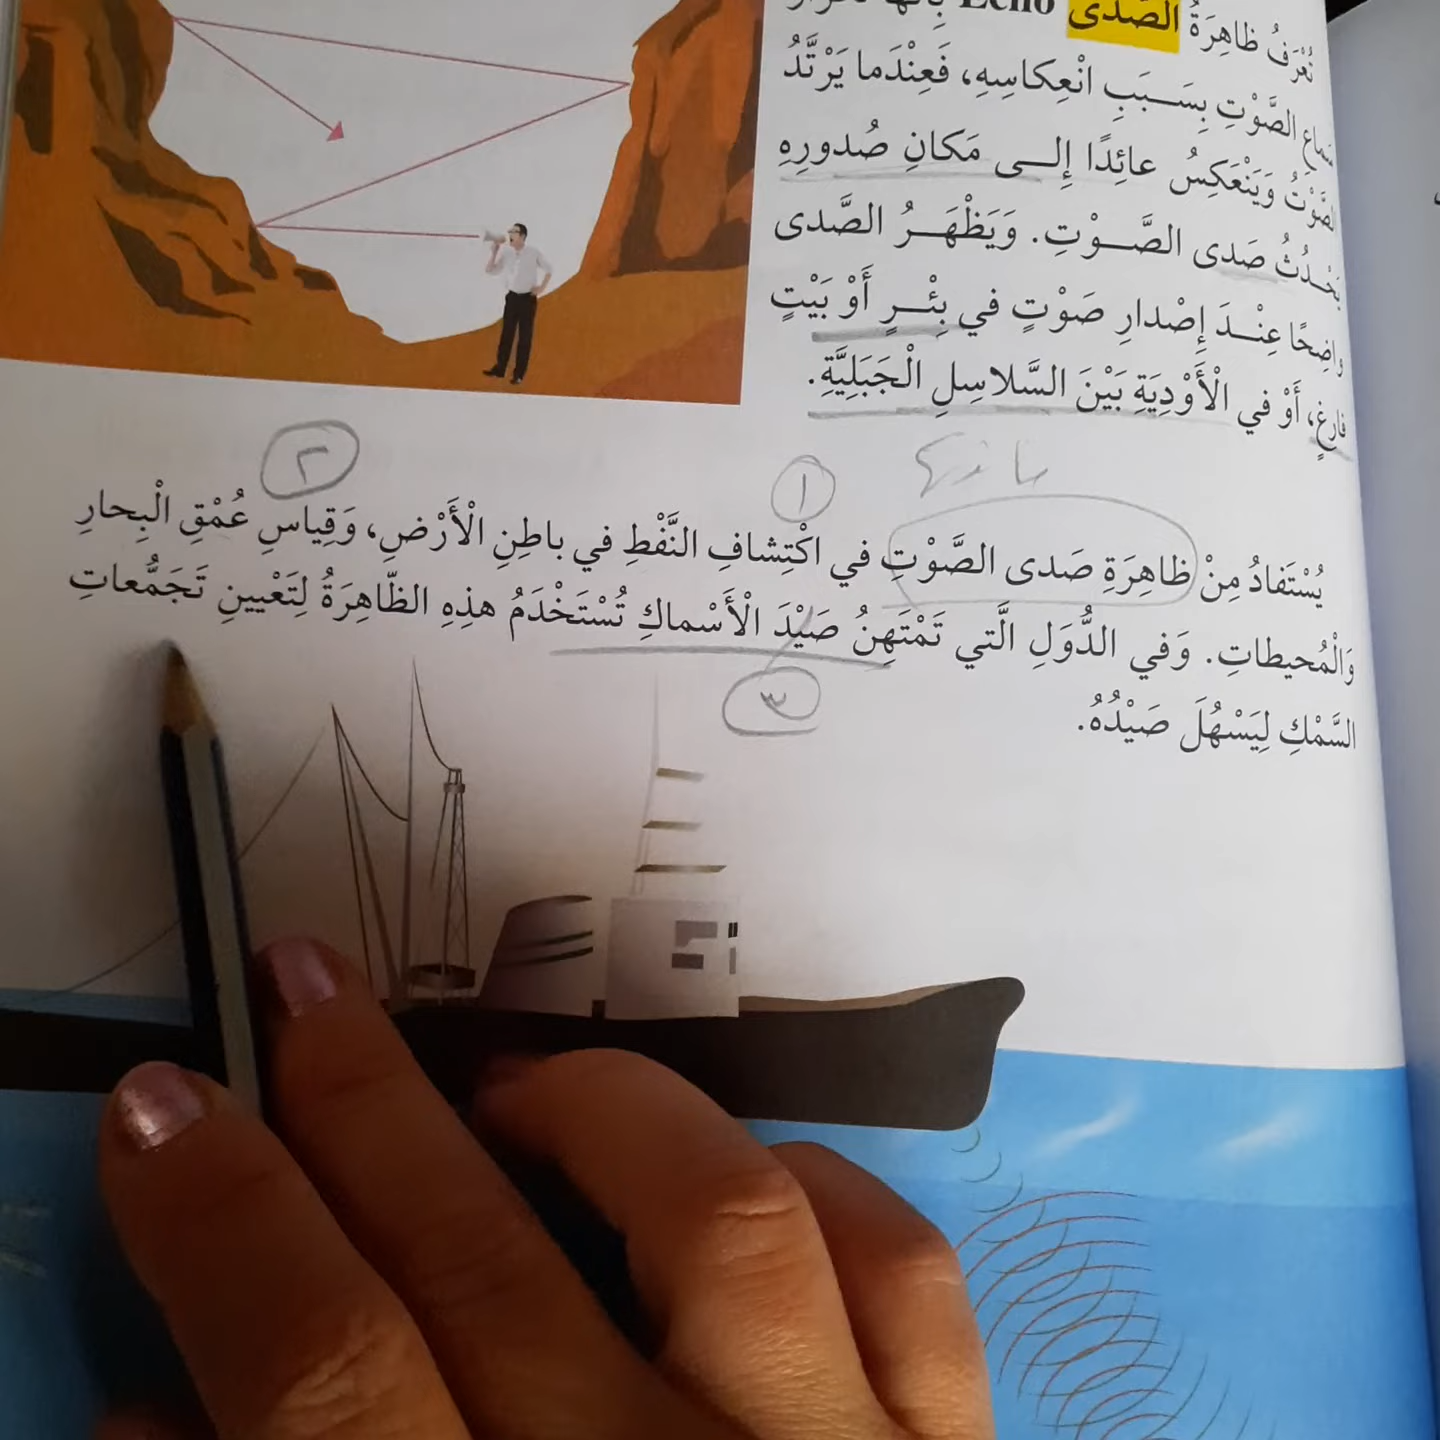 تُعْرَفُ ظاهِرَةُ الصَّدى Echo بِأَنَّها تَكْرارُ
سَماعِ الصَّوْتِ بِسَبَبِ انْعِكاسِهِ، فَعِنْدَما يَرْتَدُّ
الصَّوْتُ وَيَنْعَكِسُ عائِدًا إِلى مَكانِ صُدورِهِ
يَحْدُثُ صَدى الصَّوْتِ. وَيَظْهَرُ الصَّدى
واضِحًا عِنْدَ إِصْدارِ صَوْتٍ في بِئْرٍ أَوْ بَيْتٍ
فارِغٍ، أَوْ في الْأَوْدِيَةِ بَيْنَ السَّلاسِلِ الْجَبَلِيَّةِ.
١ ٢
يُسْتَفادُ مِنْ ظاهِرَةِ صَدى الصَّوْتِ في اكْتِشافِ النَّفْطِ في باطِنِ الْأَرْضِ، وَقِياسِ عُمْقِ الْبِحارِ
وَالْمُحيطاتِ. وَفي الدُّوَلِ الَّتي تَمْتَهِنُ صَيْدَ الْأَسْماكِ تُسْتَخْدَمُ هذِهِ الظّاهِرَةُ لِتَعْيينِ تَجَمُّعاتِ
السَّمْكِ لِيَسْهُلَ صَيْدُهُ.
٣